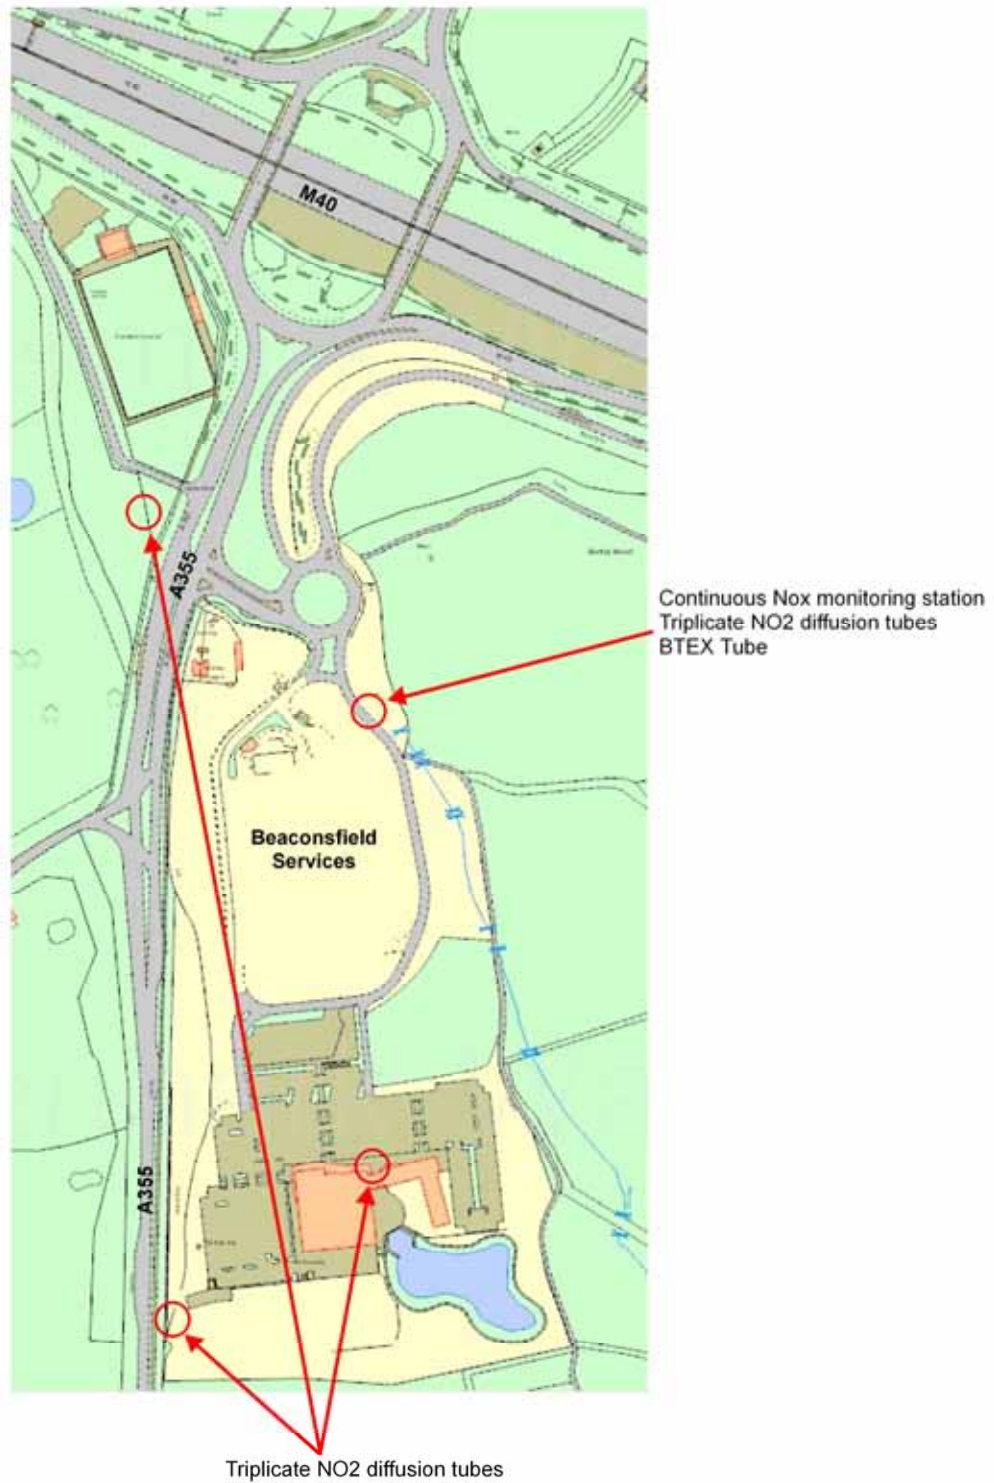 M40
A355
Continuous Nox monitoring station
Triplicate NO2 diffusion tubes
BTEX Tube
Beaconsfield
Services
A355
Triplicate NO2 diffusion tubes